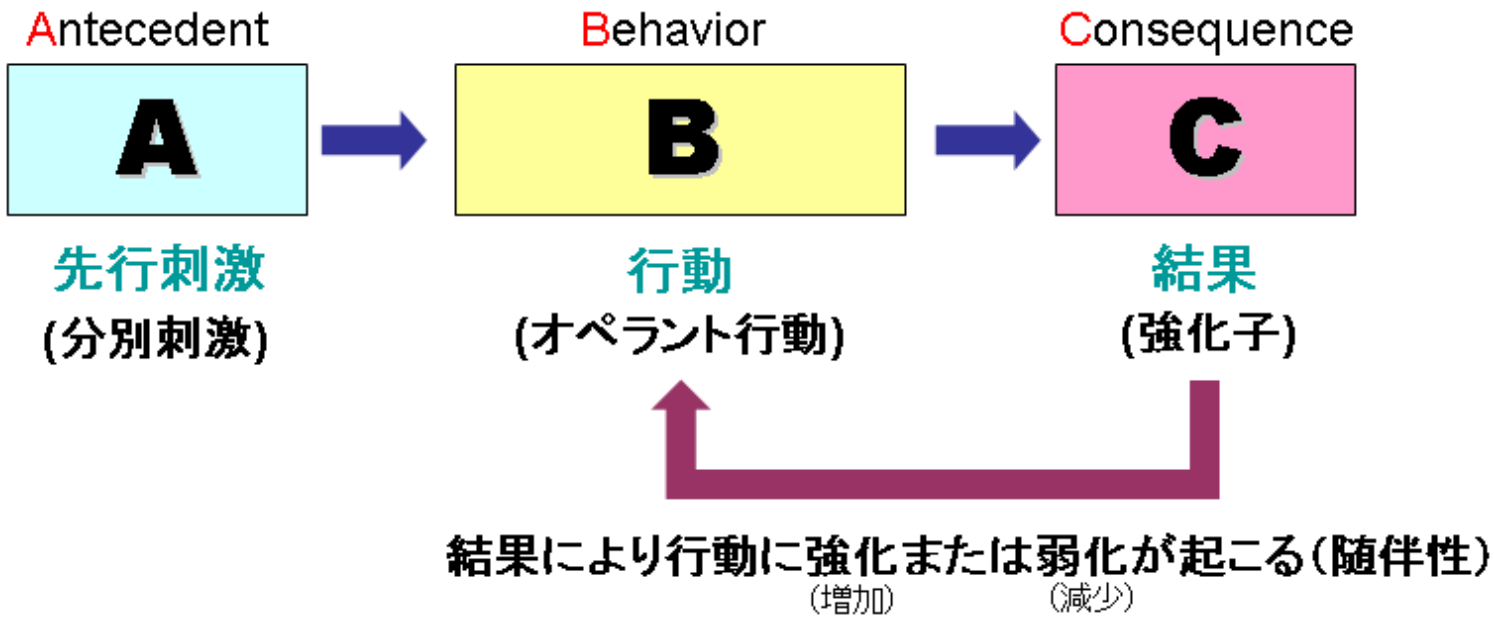 Antecedent
Behavior
Consequence
A
B
C
先行刺激
行動
結果
(分別刺激)
(オペラント行動)
(強化子)
結果により行動に強化または弱化が起こる(随伴性)
(増加)
(減少)